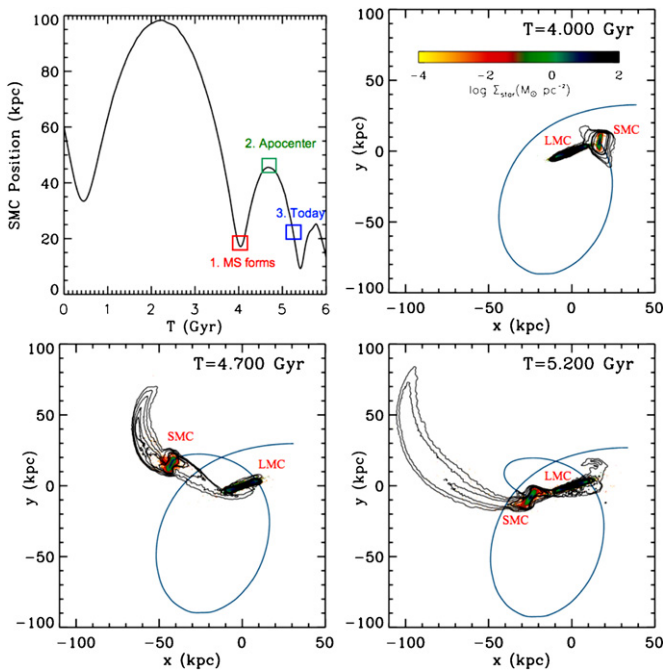 100
80
60
40
20
0
SMC Position (kpc)
2. Apocenter
3. Today
1. MS forms
0 1 2 3 4 5 6
T (Gyr)
T=4.000 Gyr
-4 -2 0 2
log Σstar(M⊙ pc⁻²)
LMC
SMC
100
50
0
-50
-100
y (kpc)
-100 -50 0 50
x (kpc)
T=4.700 Gyr
SMC
LMC
100
50
0
-50
-100
y (kpc)
-100 -50 0 50
x (kpc)
T=5.200 Gyr
LMC
SMC
100
50
0
-50
-100
y (kpc)
-100 -50 0 50
x (kpc)